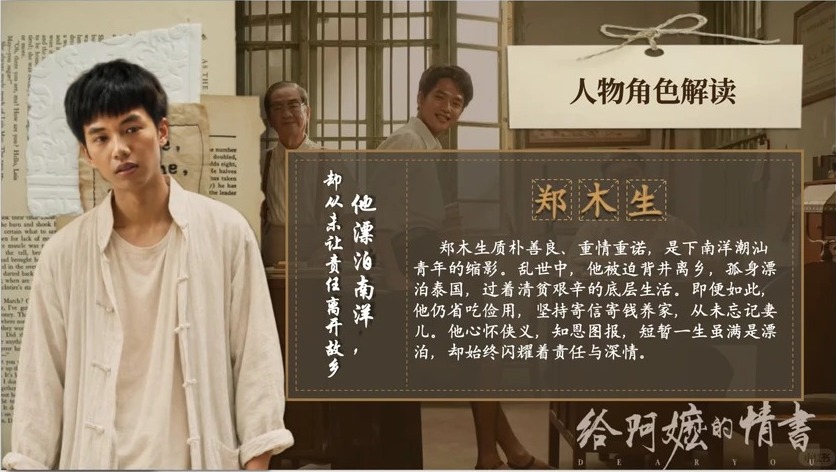 人物角色解读
他漂泊南洋，
却从未让责任离开故乡
郑木生
郑木生质朴善良、重情重诺，是下南洋潮汕
青年的缩影。乱世中，他被迫背井离乡，孤身漂
泊泰国，过着清贫艰辛的底层生活。即便如此，
他仍省吃俭用，坚持寄信寄钱养家，从未忘记妻
儿。他心怀侠义，知恩图报，短暂一生虽满是漂
泊，却始终闪耀着责任与深情。
给阿嬷的情書
DEAR YOU